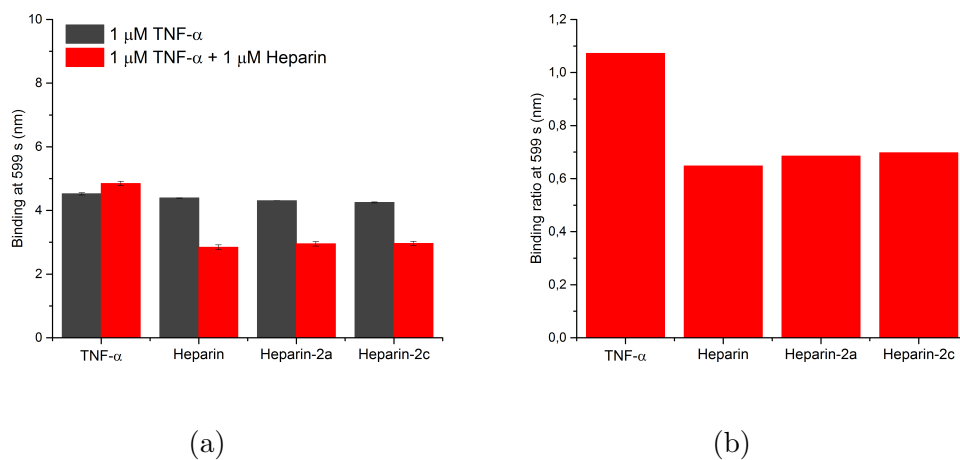 1 μM TNF-α
1 μM TNF-α + 1 μM Heparin
Binding at 599 s (nm)
10
8
6
4
2
0
TNF-α Heparin Heparin-2a Heparin-2c
(a)
Binding ratio at 599 s (nm)
1,2
1,0
0,8
0,6
0,4
0,2
0,0
TNF-α Heparin Heparin-2a Heparin-2c
(b)